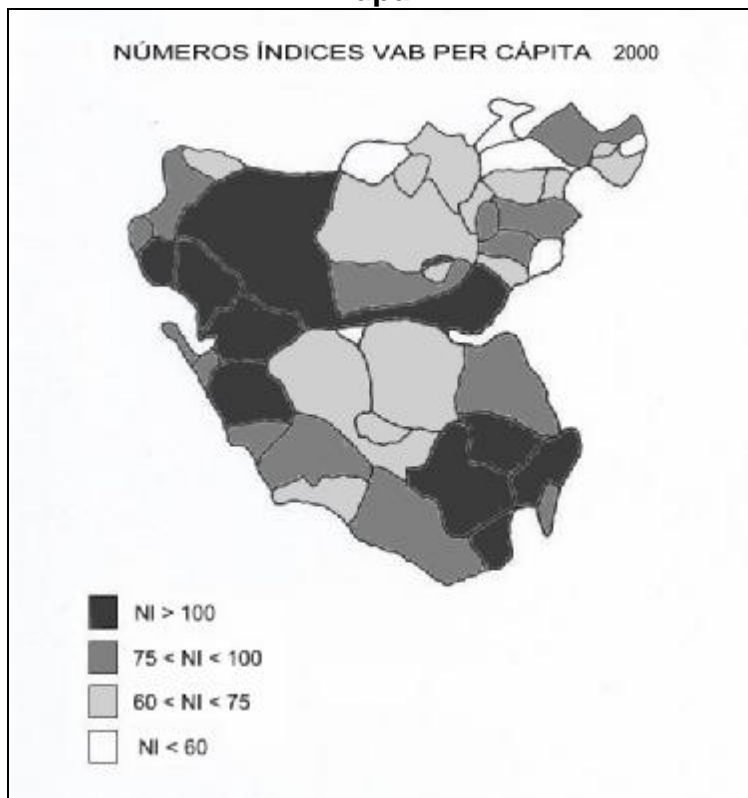 NÚMEROS ÍNDICES VAB PER CÁPITA 2000
NI > 100
75 < NI < 100
60 < NI < 75
NI < 60